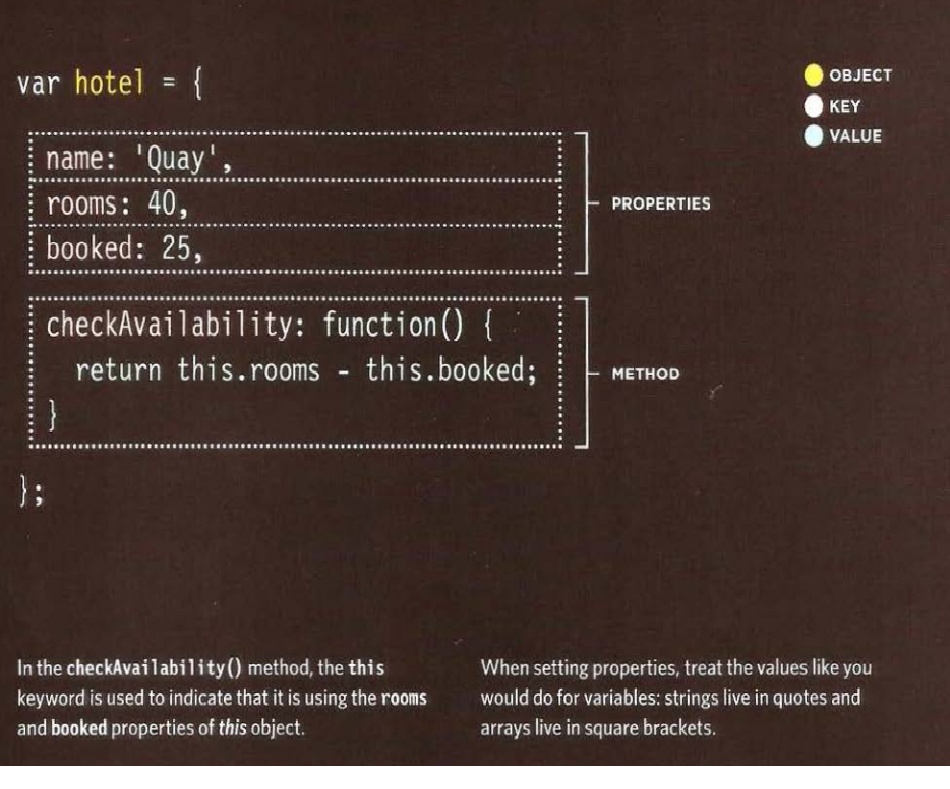 var hotel = {
OBJECT
KEY
VALUE
name: 'Quay',
rooms: 40,
booked: 25,
PROPERTIES
checkAvailability: function() {
return this.rooms - this.booked;
}
METHOD
};
In the checkAvailability() method, the this
keyword is used to indicate that it is using the rooms
and booked properties of this object.
When setting properties, treat the values like you
would do for variables: strings live in quotes and
arrays live in square brackets.